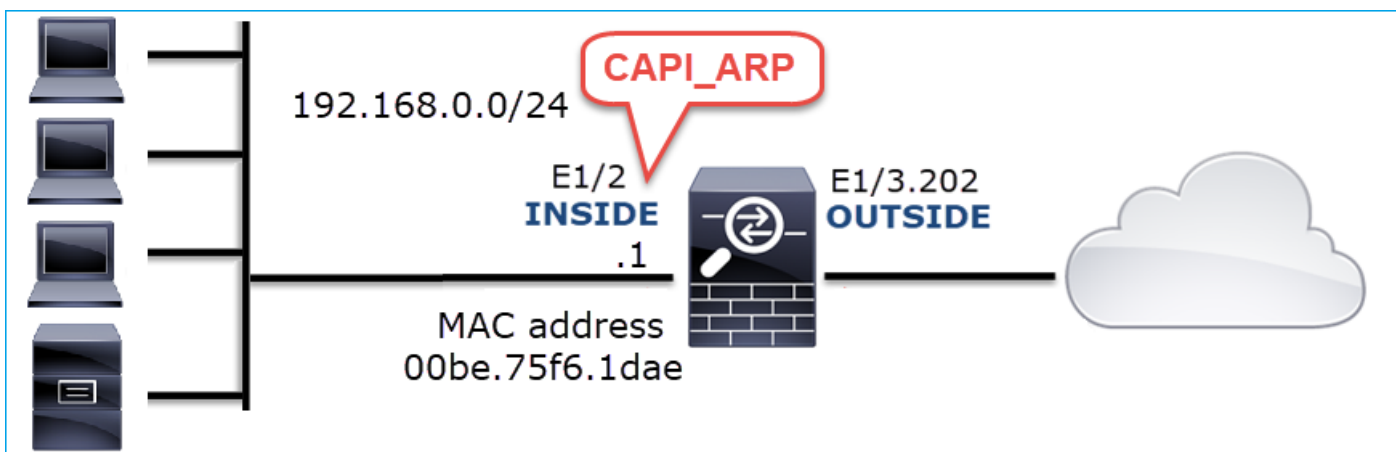 CAPI_ARP
192.168.0.0/24
E1/2
INSIDE
.1
E1/3.202
OUTSIDE
MAC address
00be.75f6.1dae